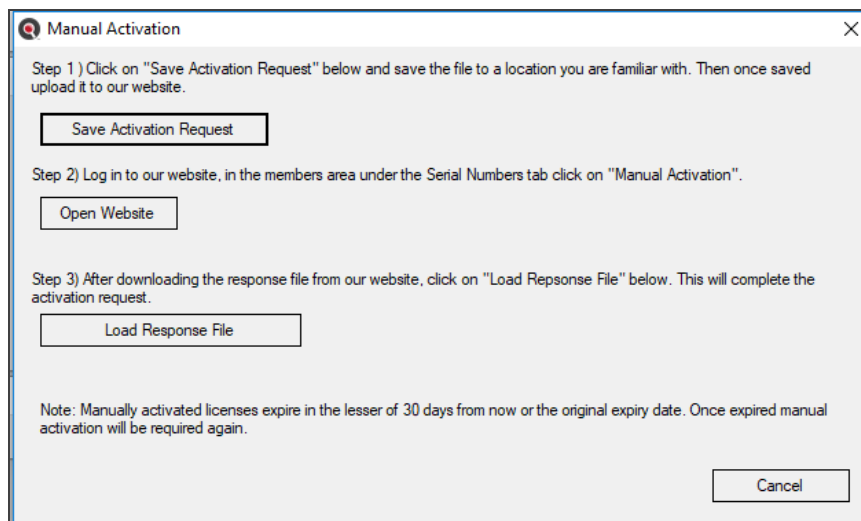 Manual Activation
Step 1 ) Click on "Save Activation Request" below and save the file to a location you are familiar with. Then once saved
upload it to our website.
Save Activation Request
Step 2) Log in to our website, in the members area under the Serial Numbers tab click on "Manual Activation".
Open Website
Step 3) After downloading the response file from our website, click on "Load Repsonse File" below. This will complete the
activation request.
Load Response File
Note: Manually activated licenses expire in the lesser of 30 days from now or the original expiry date. Once expired manual
activation will be required again.
Cancel